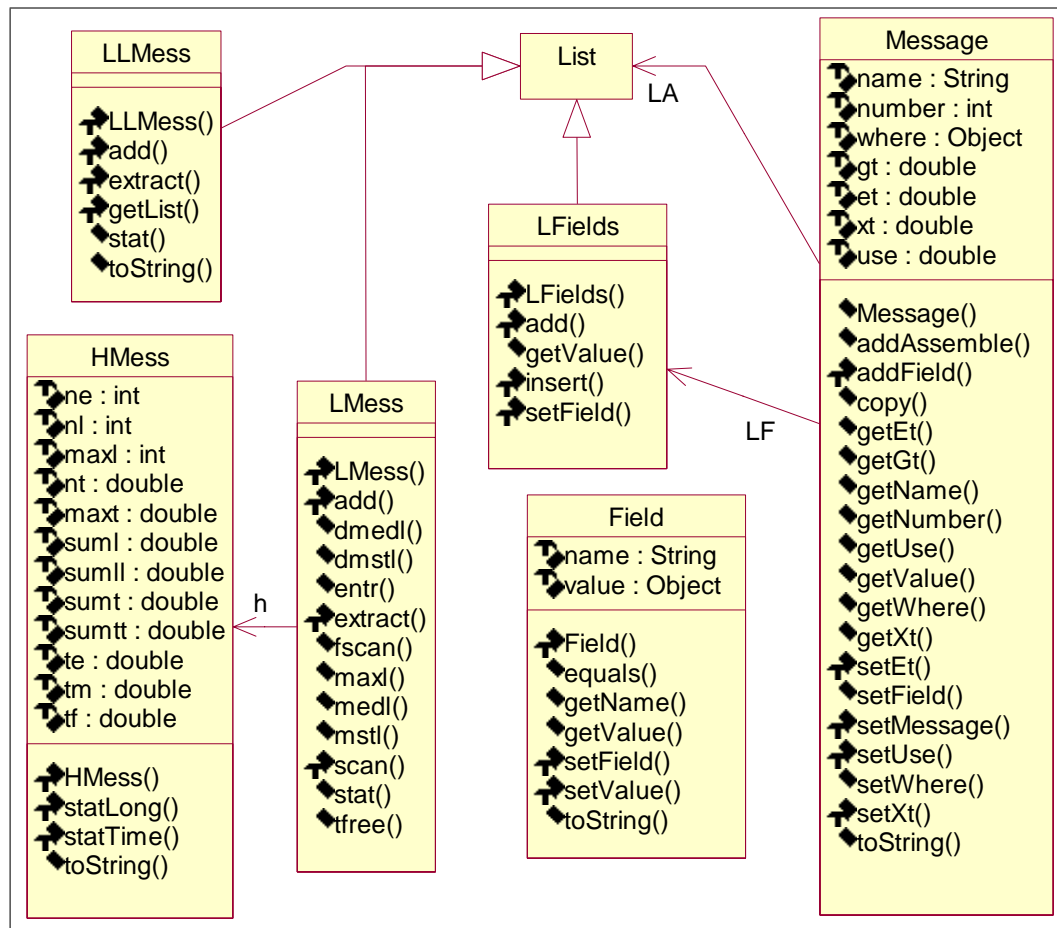 LLMess
LLMess()
add()
extract()
getList()
stat()
toString()
List
LA
Message
name : String
number : int
where : Object
gt : double
et : double
xt : double
use : double
Message()
addAssemble()
addField()
copy()
getEt()
getGt()
getName()
getNumber()
getUse()
getValue()
getWhere()
getXt()
setEt()
setField()
setMessage()
setUse()
setWhere()
setXt()
toString()
LFields
LFields()
add()
getValue()
insert()
setField()
LF
HMess
ne : int
nl : int
maxl : int
nt : double
maxt : double
suml : double
sumll : double
sumt : double
sumtt : double
te : double
tm : double
tf : double
HMess()
statLong()
statTime()
toString()
h
LMess
LMess()
add()
dmedl()
dmstl()
entr()
extract()
fscan()
maxl()
medl()
mstl()
scan()
stat()
tfree()
Field
name : String
value : Object
Field()
equals()
getName()
getValue()
setField()
setValue()
toString()